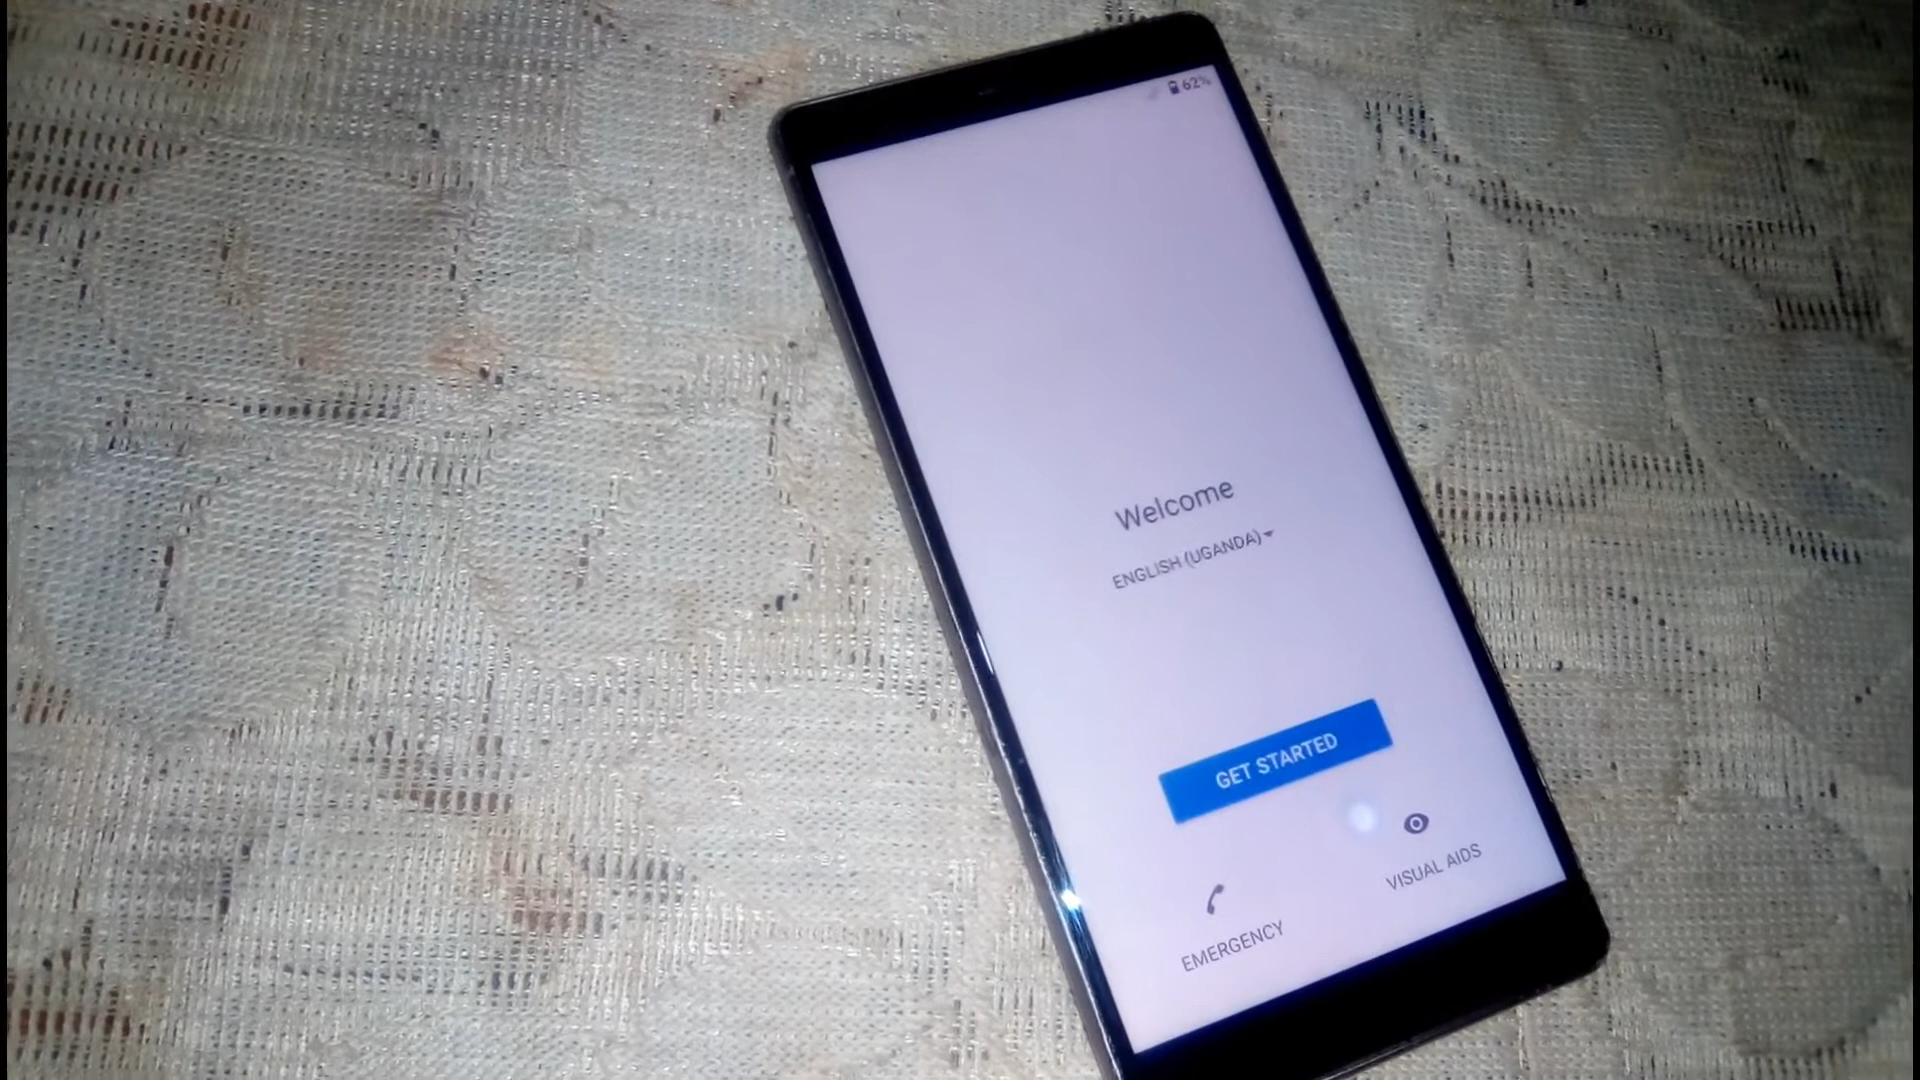 62%
Welcome
ENGLISH (UGANDA)
GET STARTED
EMERGENCY
VISUAL AIDS